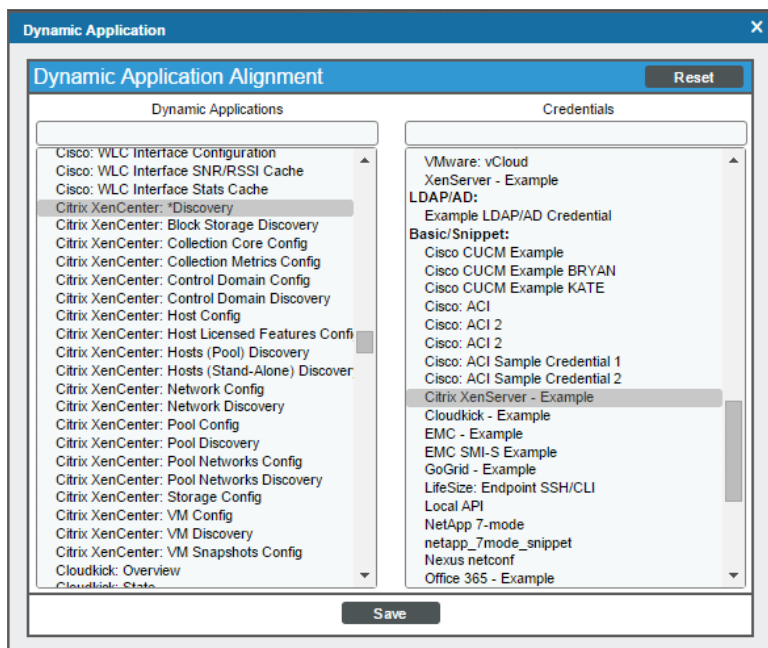 Dynamic Application
Dynamic Application Alignment
Reset
Dynamic Applications
Cisco: WLC Interface Configuration
Cisco: WLC Interface SNR/RSSI Cache
Cisco: WLC Interface Stats Cache
Citrix XenCenter: *Discovery
Citrix XenCenter: Block Storage Discovery
Citrix XenCenter: Collection Core Config
Citrix XenCenter: Collection Metrics Config
Citrix XenCenter: Control Domain Config
Citrix XenCenter: Control Domain Discovery
Citrix XenCenter: Host Config
Citrix XenCenter: Host Licensed Features Confi
Citrix XenCenter: Hosts (Pool) Discovery
Citrix XenCenter: Hosts (Stand-Alone) Discover
Citrix XenCenter: Network Config
Citrix XenCenter: Network Discovery
Citrix XenCenter: Pool Config
Citrix XenCenter: Pool Discovery
Citrix XenCenter: Pool Networks Config
Citrix XenCenter: Pool Networks Discovery
Citrix XenCenter: Storage Config
Citrix XenCenter: VM Config
Citrix XenCenter: VM Discovery
Citrix XenCenter: VM Snapshots Config
Cloudkick: Overview
Cloudkick: State
Credentials
VMware: vCloud
XenServer - Example
LDAP/AD:
Example LDAP/AD Credential
Basic/Snippet:
Cisco CUCM Example
Cisco CUCM Example BRYAN
Cisco CUCM Example KATE
Cisco: ACI
Cisco: ACI 2
Cisco: ACI 2
Cisco: ACI Sample Credential 1
Cisco: ACI Sample Credential 2
Citrix XenServer - Example
Cloudkick - Example
EMC - Example
EMC SMI-S Example
GoGrid - Example
LifeSize: Endpoint SSH/CLI
Local API
NetApp 7-mode
netapp_7mode_snippet
Nexus netconf
Office 365 - Example
Save